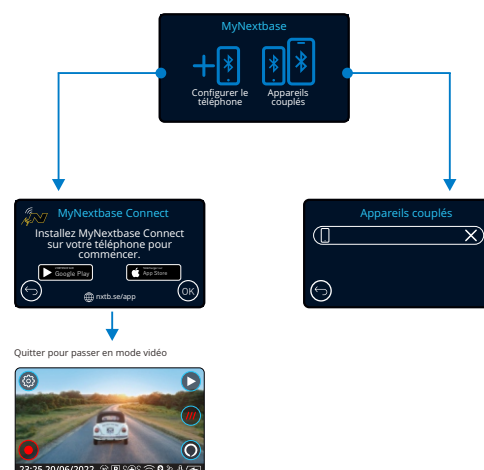 MyNextbase
Configurer le
téléphone
Appareils
couplés
MyNextbase Connect
Installez MyNextbase Connect
sur votre téléphone pour
commencer.
Google Play
App Store
OK
nxtb.se/app
Appareils couplés
Quitter pour passer en mode vidéo
23:25 20/06/2022